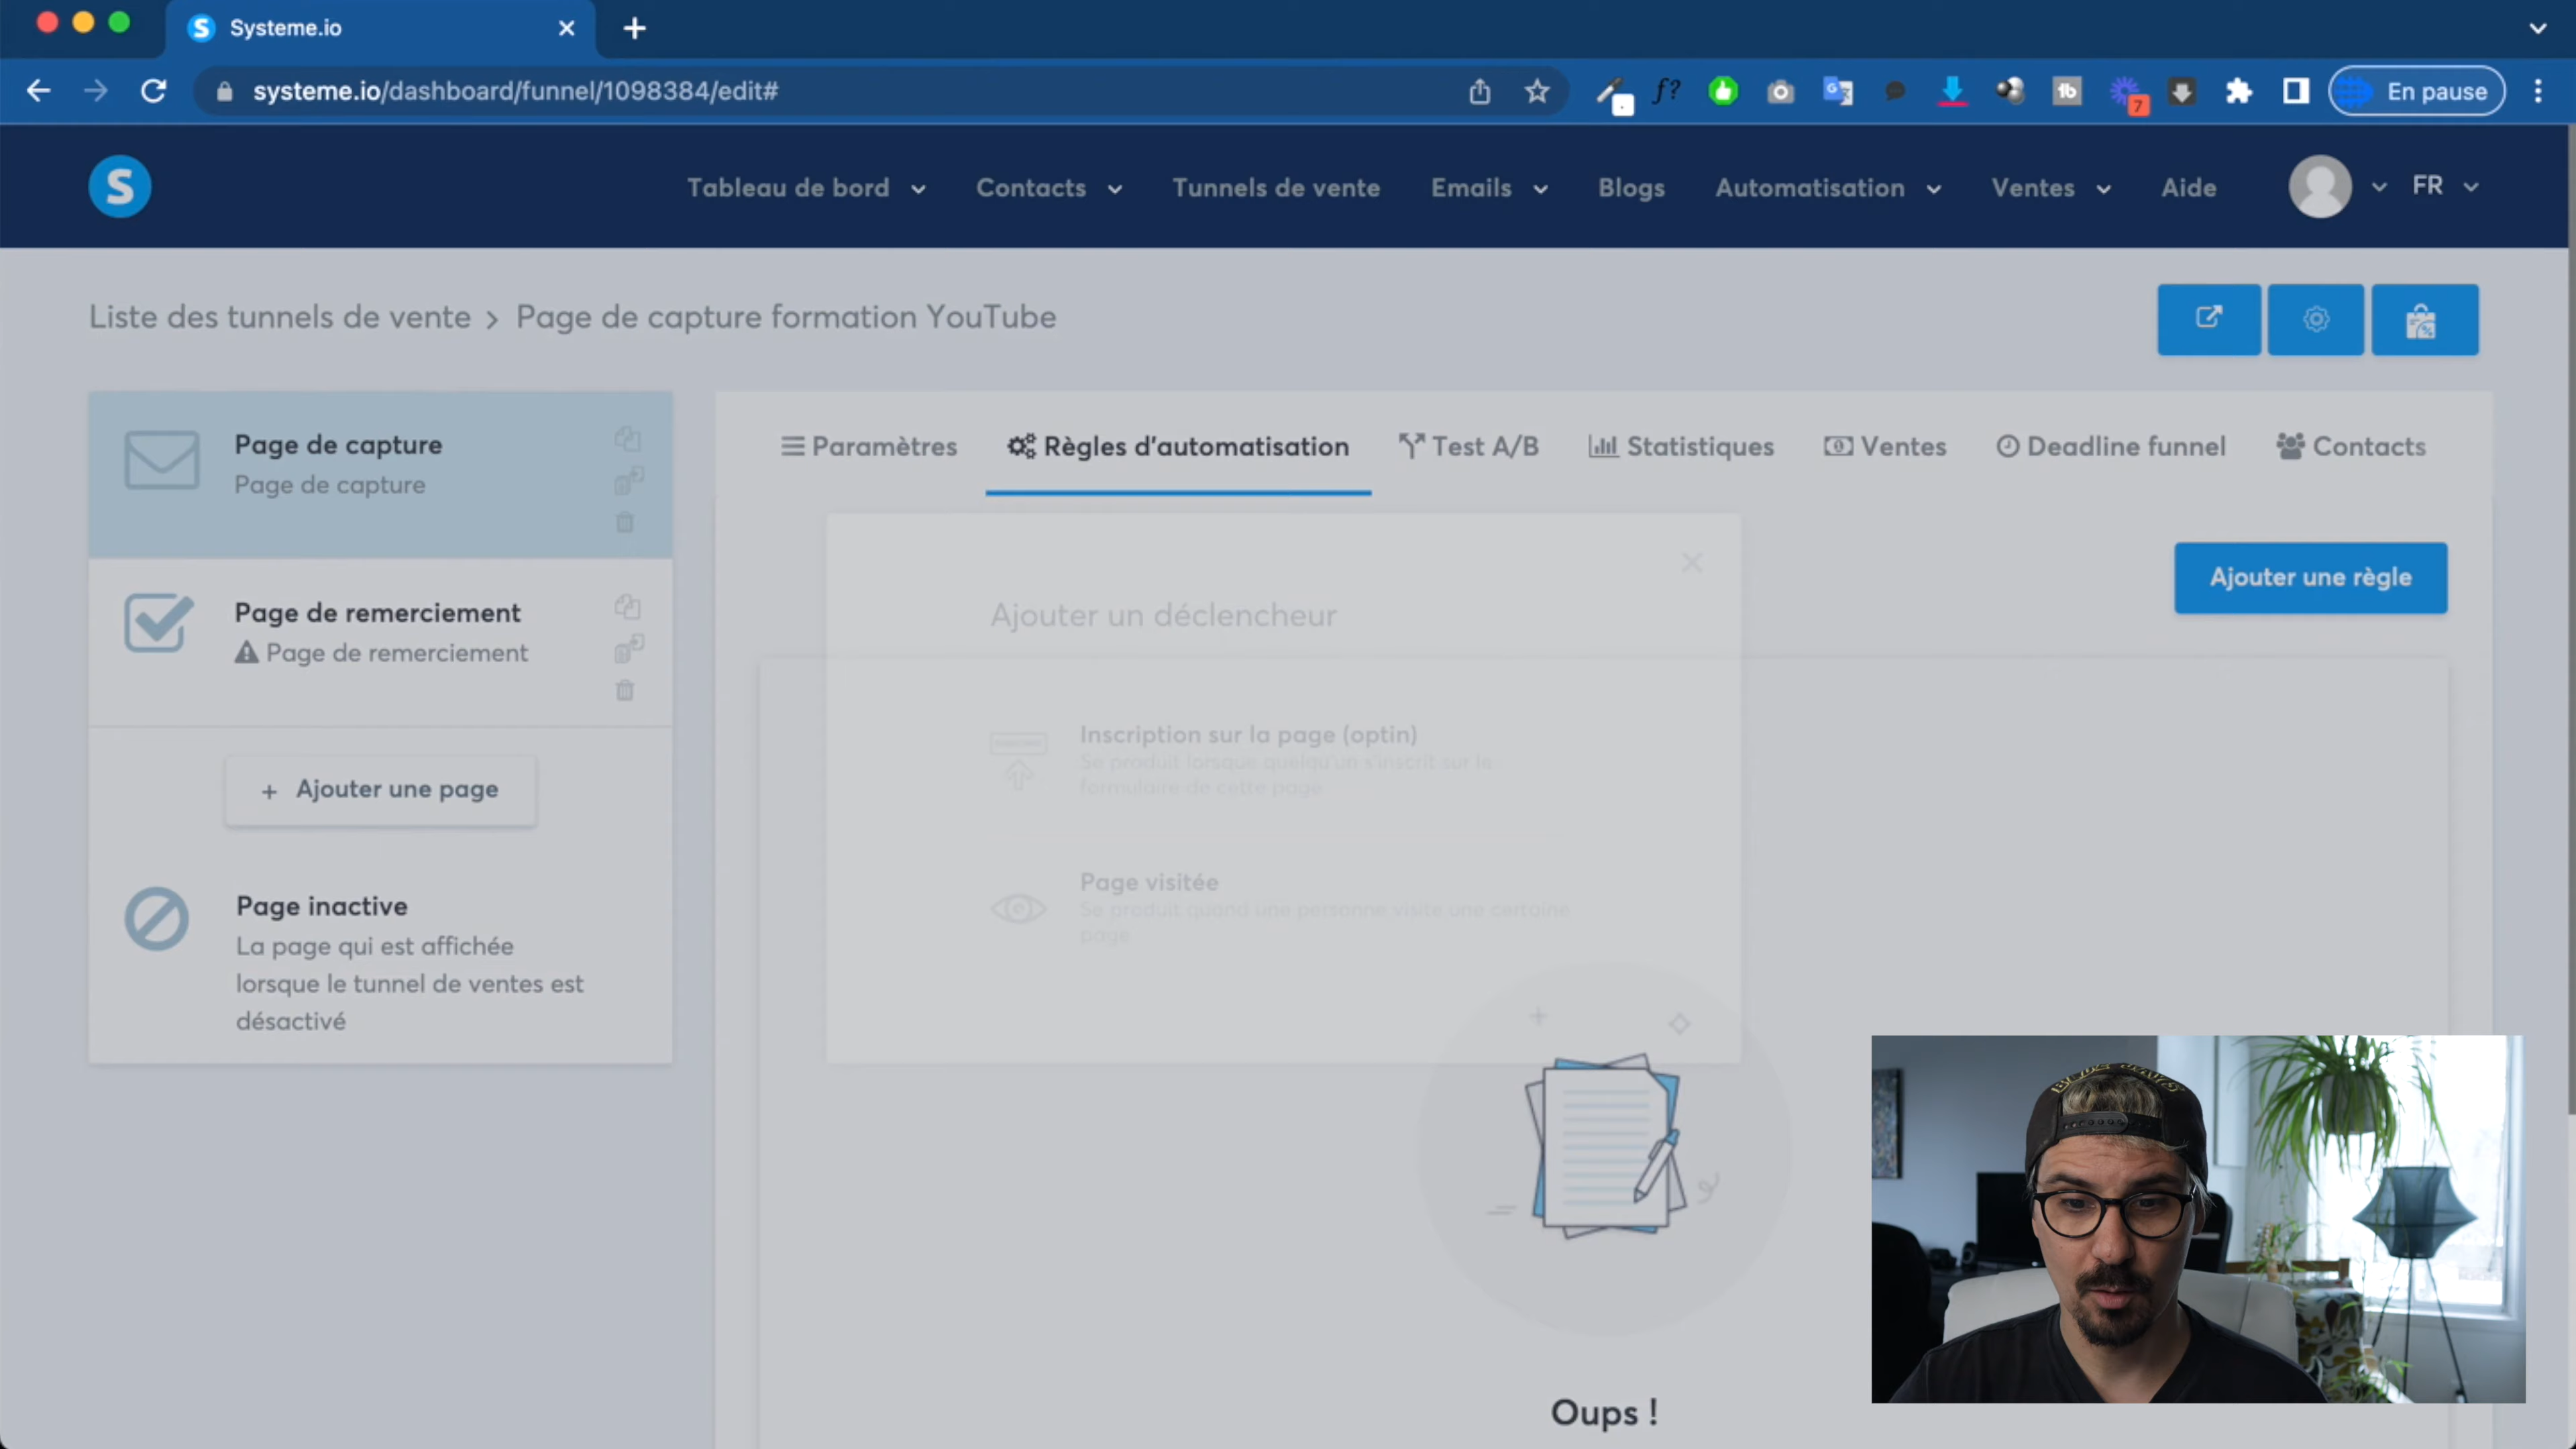 Systeme.io
systeme.io/dashboard/funnel/1098384/edit#
f?
1b
7
En pause
S
Tableau de bord
Contacts
Tunnels de vente
Emails
Blogs
Automatisation
Ventes
Aide
FR
Liste des tunnels de vente > Page de capture formation YouTube
Page de capture
Page de capture
Page de remerciement
Page de remerciement
+ Ajouter une page
Page inactive
La page qui est affichée
lorsque le tunnel de ventes est
désactivé
Paramètres
Règles d'automatisation
Test A/B
Statistiques
Ventes
Deadline funnel
Contacts
Ajouter une règle
Ajouter un déclencheur
Inscription sur la page (optin)
Se produit lorsque quelqu'un s'inscrit sur le
formulaire de cette page
Page visitée
Se produit quand une personne visite une certaine
page
Oups !